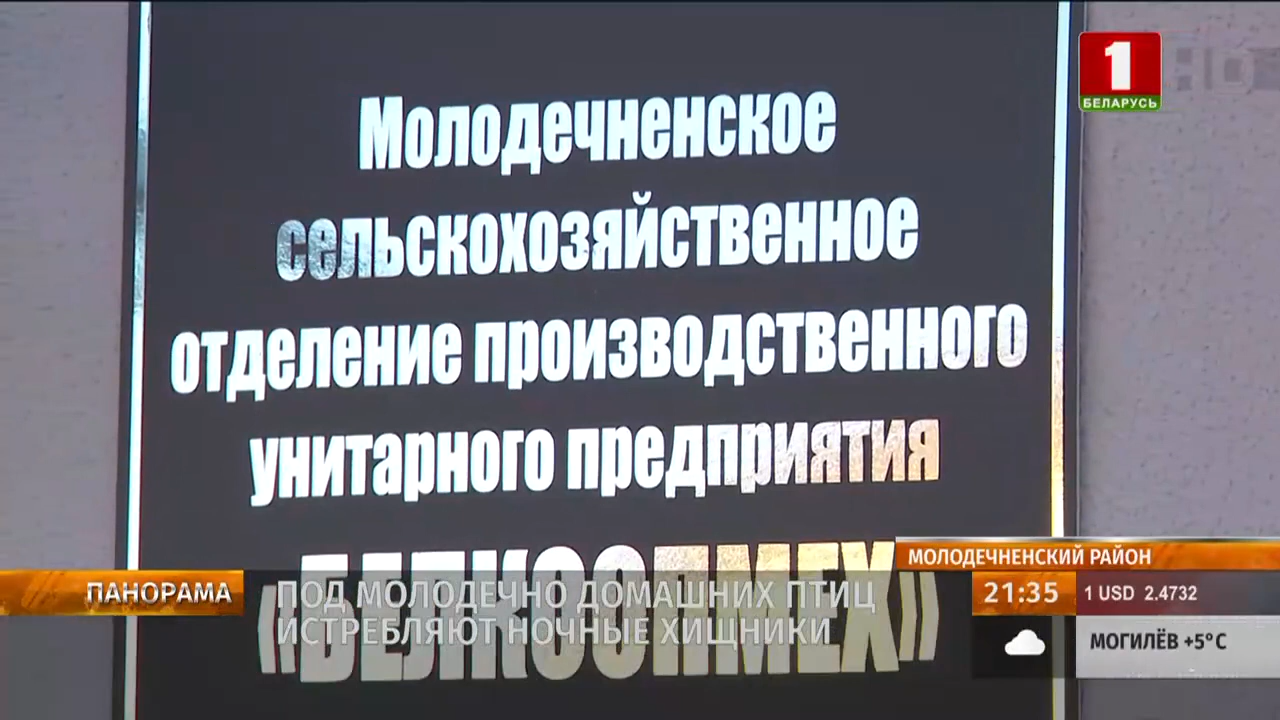 Молодечненское
сельскохозяйственное
отделение производственного
унитарного предприятия
«БЕЛКООПМЕХ»
1
БЕЛАРУСЬ
МОЛОДЕЧНЕНСКИЙ РАЙОН
ПАНОРАМА
ПОД МОЛОДЕЧНО ДОМАШНИХ ПТИЦ
ИСТРЕБЛЯЮТ НОЧНЫЕ ХИЩНИКИ
21:35
1 USD 2.4732
МОГИЛЁВ +5°C